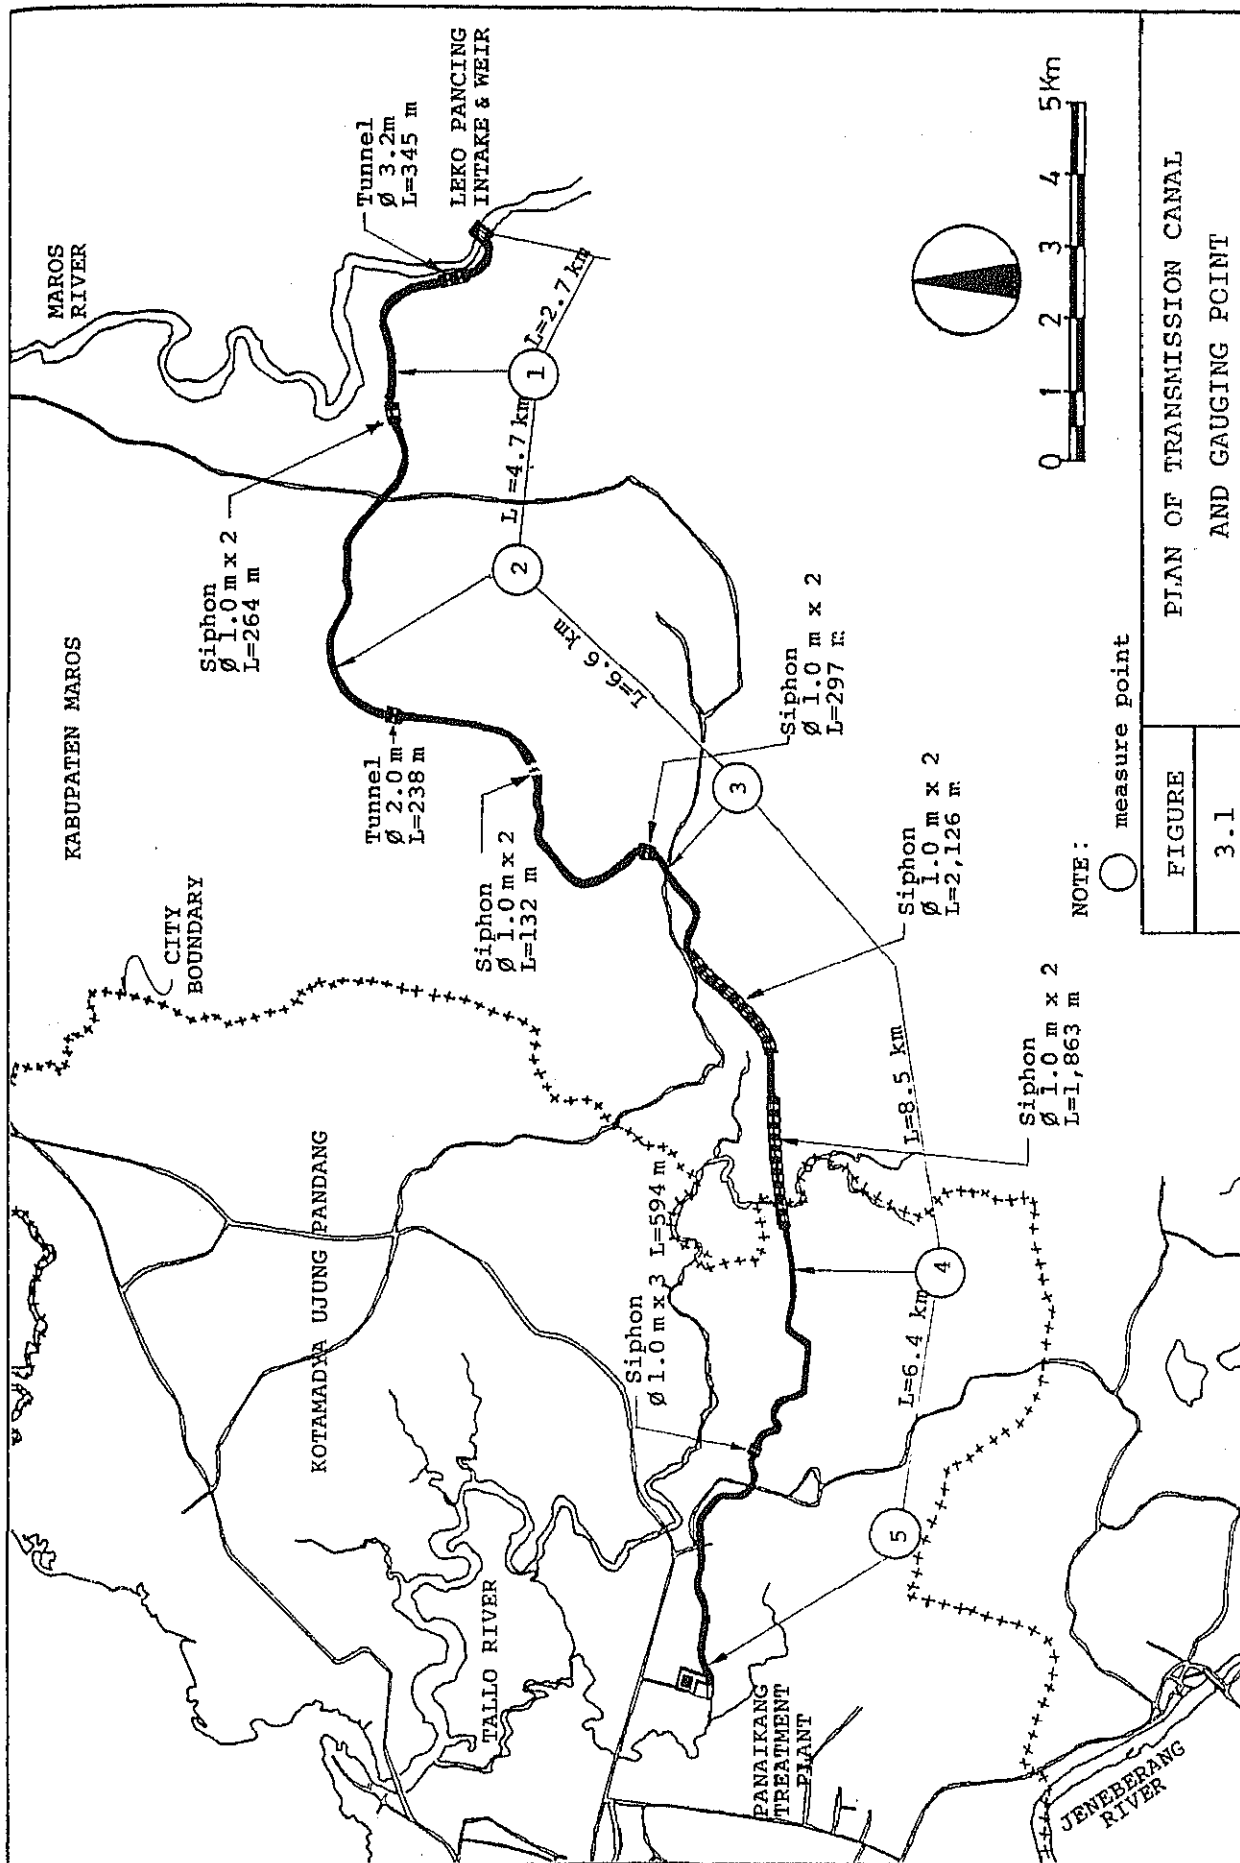 MAROS
RIVER
Tunnel
Ø 3.2m
L=345 m
LEKO PANCING
INTAKE & WEIR
KABUPATEN MAROS
Siphon
Ø 1.0 m x 2
L=264 m
L=2.7 km
1
L=4.7 km
2
CITY
BOUNDARY
Tunnel
Ø 2.0 m
L=238 m
Siphon
Ø 1.0 m x 2
L=132 m
L=6.6 km
Siphon
Ø 1.0 m x 2
L=297 m
3
KOTAMADYA UJUNG PANDANG
Siphon
Ø 1.0 m x 2
L=2,126 m
Siphon
Ø 1.0 m x 2
L=1,863 m
L=8.5 km
Siphon
Ø 1.0 m x 3 L=594 m
4
L=6.4 km
5
TALLO RIVER
PANAIKANG
TREATMENT
PLANT
JENEBERANG
RIVER
0 1 2 3 4 5Km
NOTE:
measure point
FIGURE
3.1
PLAN OF TRANSMISSION CANAL
AND GAUGING POINT